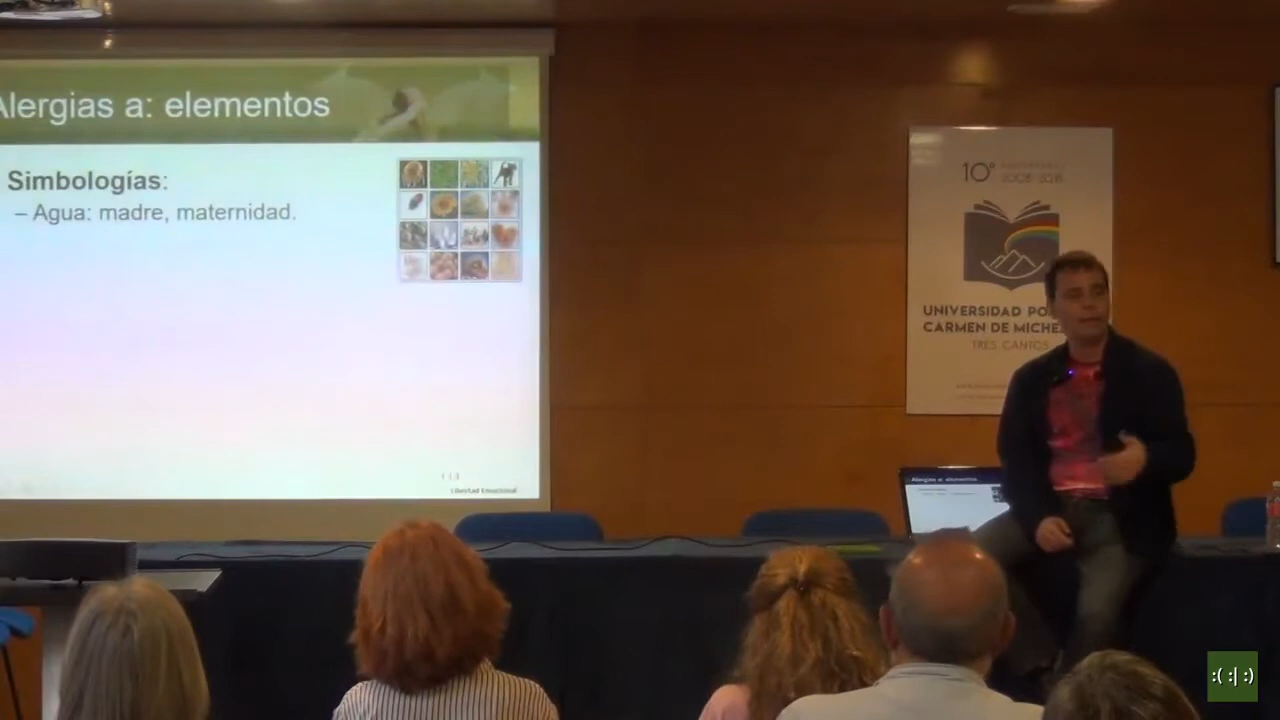 Alergias a: elementos
Simbologías:
– Agua: madre, maternidad.
Libertad Emocional
10º
UNIVERSIDAD PO
CARMEN DE MICHE
TRES CANTOS
Alergias a: elementos
:( :| :)